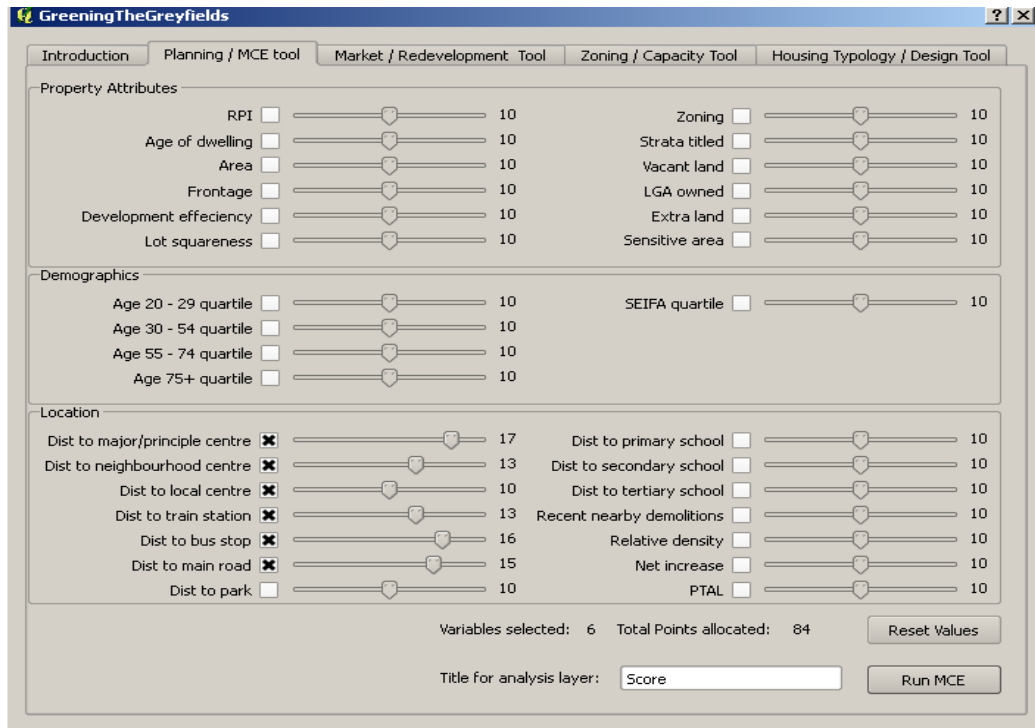 GreeningTheGreyfields
Introduction Planning / MCE tool Market / Redevelopment Tool Zoning / Capacity Tool Housing Typology / Design Tool
Property Attributes
RPI 10 Zoning 10
Age of dwelling 10 Strata titled 10
Area 10 Vacant land 10
Frontage 10 LGA owned 10
Development effeciency 10 Extra land 10
Lot squareness 10 Sensitive area 10
Demographics
Age 20 - 29 quartile 10 SEIFA quartile 10
Age 30 - 54 quartile 10
Age 55 - 74 quartile 10
Age 75+ quartile 10
Location
Dist to major/principle centre 17 Dist to primary school 10
Dist to neighbourhood centre 13 Dist to secondary school 10
Dist to local centre 10 Dist to tertiary school 10
Dist to train station 13 Recent nearby demolitions 10
Dist to bus stop 16 Relative density 10
Dist to main road 15 Net increase 10
Dist to park 10 PTAL 10
Variables selected: 6 Total Points allocated: 84 Reset Values
Title for analysis layer: Score Run MCE